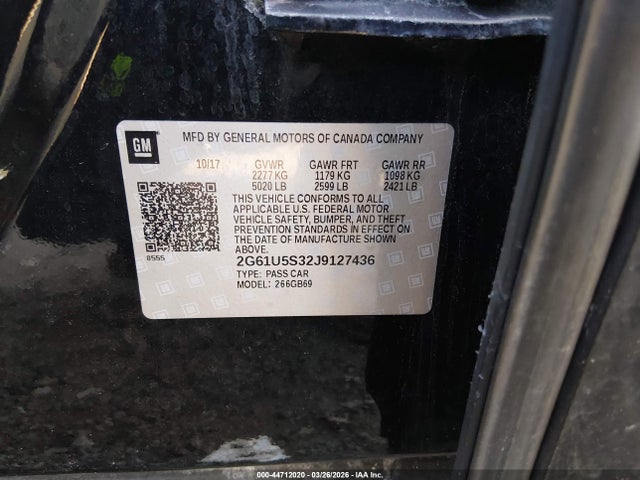 GM
MFD BY GENERAL MOTORS OF CANADA COMPANY
10/17 GVWR GAWR FRT GAWR RR
2277 KG 1179 KG 1098 KG
5020 LB 2599 LB 2421 LB
THIS VEHICLE CONFORMS TO ALL
APPLICABLE U.S. FEDERAL MOTOR
VEHICLE SAFETY, BUMPER, AND THEFT
PREVENTION STANDARDS IN EFFECT ON
THE DATE OF MANUFACTURE SHOWN
ABOVE.
8555 2G61U5S32J9127436
TYPE: PASS CAR
MODEL: 266GB69
000-44712020 - 03/26/2026 - IAA Inc.